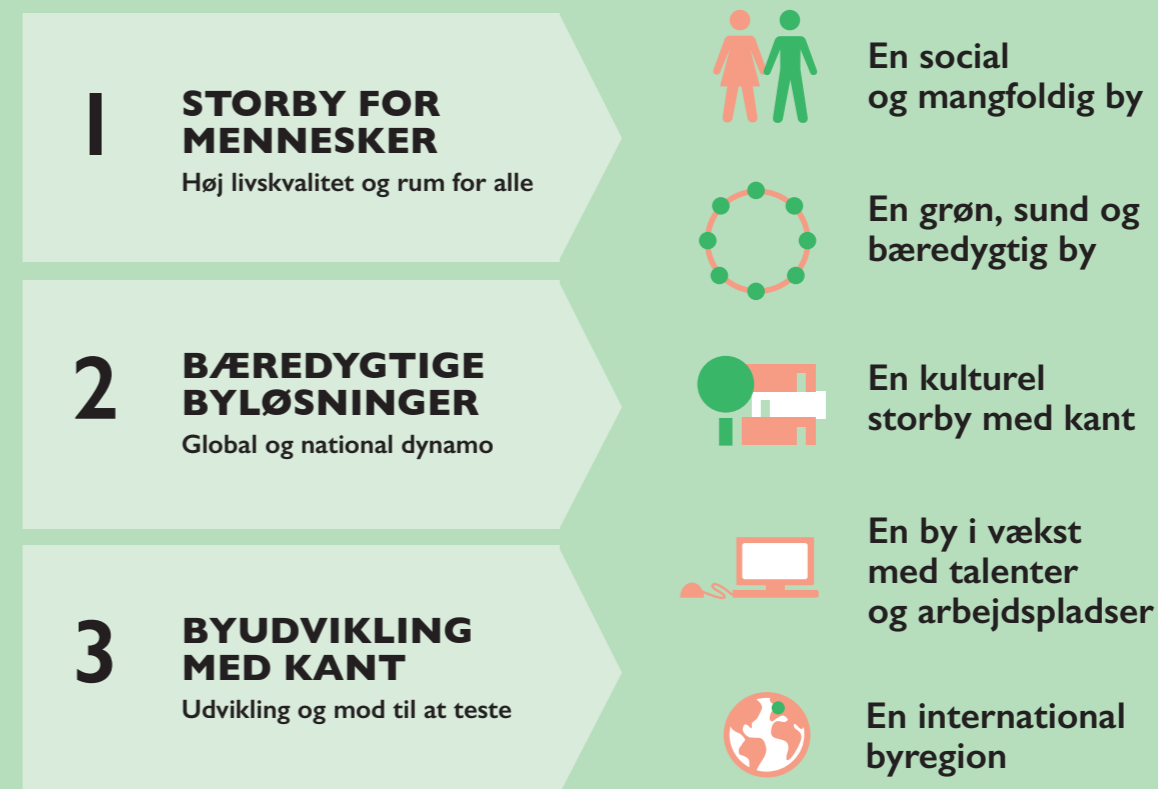 1
STORBY FOR
MENNESKER
Høj livskvalitet og rum for alle
2
BÆREDYGTIGE
BYLØSNINGER
Global og national dynamo
3
BYUDVIKLING
MED KANT
Udvikling og mod til at teste
En social
og mangfoldig by
En grøn, sund og
bæredygtig by
En kulturel
storby med kant
En by i vækst
med talenter
og arbejdspladser
En international
byregion